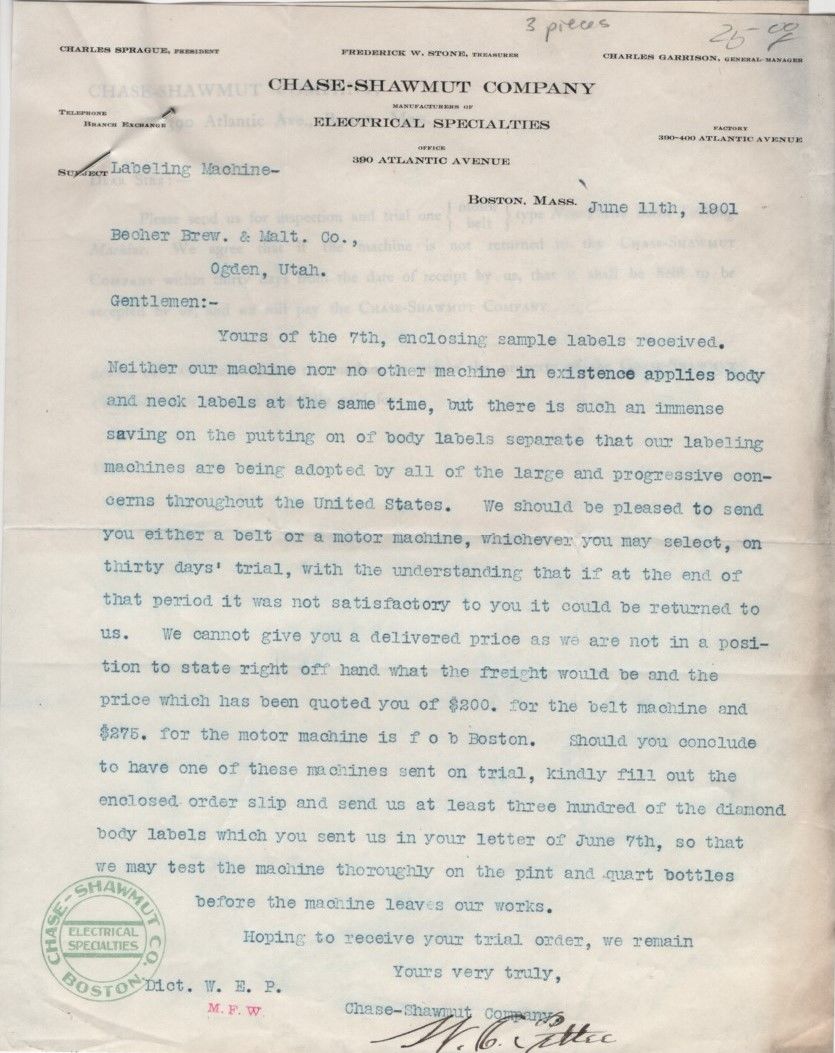 3 pieces
25 00
CHARLES SPRAGUE, PRESIDENT
FREDERICK W. STONE, TREASURER
CHARLES GARRISON, GENERAL MANAGER
CHASE-SHAWMUT COMPANY
MANUFACTURERS OF
ELECTRICAL SPECIALTIES
TELEPHONE
BRANCH EXCHANGE
OFFICE
390 ATLANTIC AVENUE
FACTORY
390-400 ATLANTIC AVENUE
SUBJECT Labeling Machine-
BOSTON, MASS. June 11th, 1901
Becher Brew. & Malt. Co.,
Ogden, Utah.
Gentlemen:-
Yours of the 7th, enclosing sample labels received.
Neither our machine nor no other machine in existence applies body
and neck labels at the same time, but there is such an immense
saving on the putting on of body labels separate that our labeling
machines are being adopted by all of the large and progressive con-
cerns throughout the United States. We should be pleased to send
you either a belt or a motor machine, whichever you may select, on
thirty days' trial, with the understanding that if at the end of
that period it was not satisfactory to you it could be returned to
us. We cannot give you a delivered price as we are not in a posi-
tion to state right off hand what the freight would be and the
price which has been quoted you of $200. for the belt machine and
$275. for the motor machine is f o b Boston. Should you conclude
to have one of these machines sent on trial, kindly fill out the
enclosed order slip and send us at least three hundred of the diamond
body labels which you sent us in your letter of June 7th, so that
we may test the machine thoroughly on the pint and quart bottles
before the machine leaves our works.
Hoping to receive your trial order, we remain
Yours very truly,
Dict. W. E. P.
M. F. W.
Chase-Shawmut Company,
CHASE-SHAWMUT CO.
ELECTRICAL
SPECIALTIES
BOSTON.